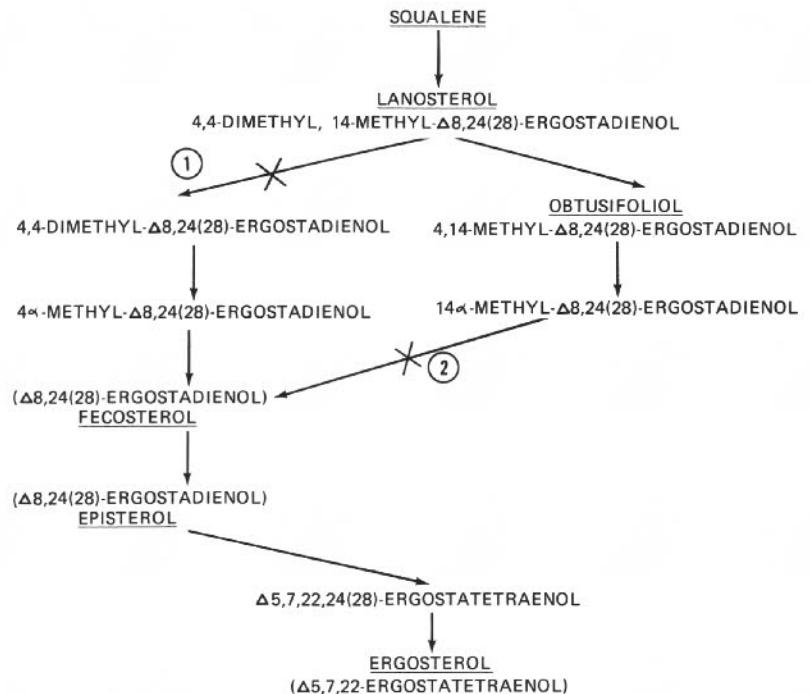 SQUALENE
LANOSTEROL
4,4-DIMETHYL, 14-METHYL-Δ8,24(28)-ERGOSTADIENOL
1
OBTUSIFOLIOL
4,4-DIMETHYL-Δ8,24(28)-ERGOSTADIENOL
4,14-METHYL-Δ8,24(28)-ERGOSTADIENOL
4α-METHYL-Δ8,24(28)-ERGOSTADIENOL
14α-METHYL-Δ8,24(28)-ERGOSTADIENOL
2
(Δ8,24(28)-ERGOSTADIENOL)
FECOSTEROL
(Δ8,24(28)-ERGOSTADIENOL)
EPISTEROL
Δ5,7,22,24(28)-ERGOSTATETRAENOL
ERGOSTEROL
(Δ5,7,22-ERGOSTATETRAENOL)